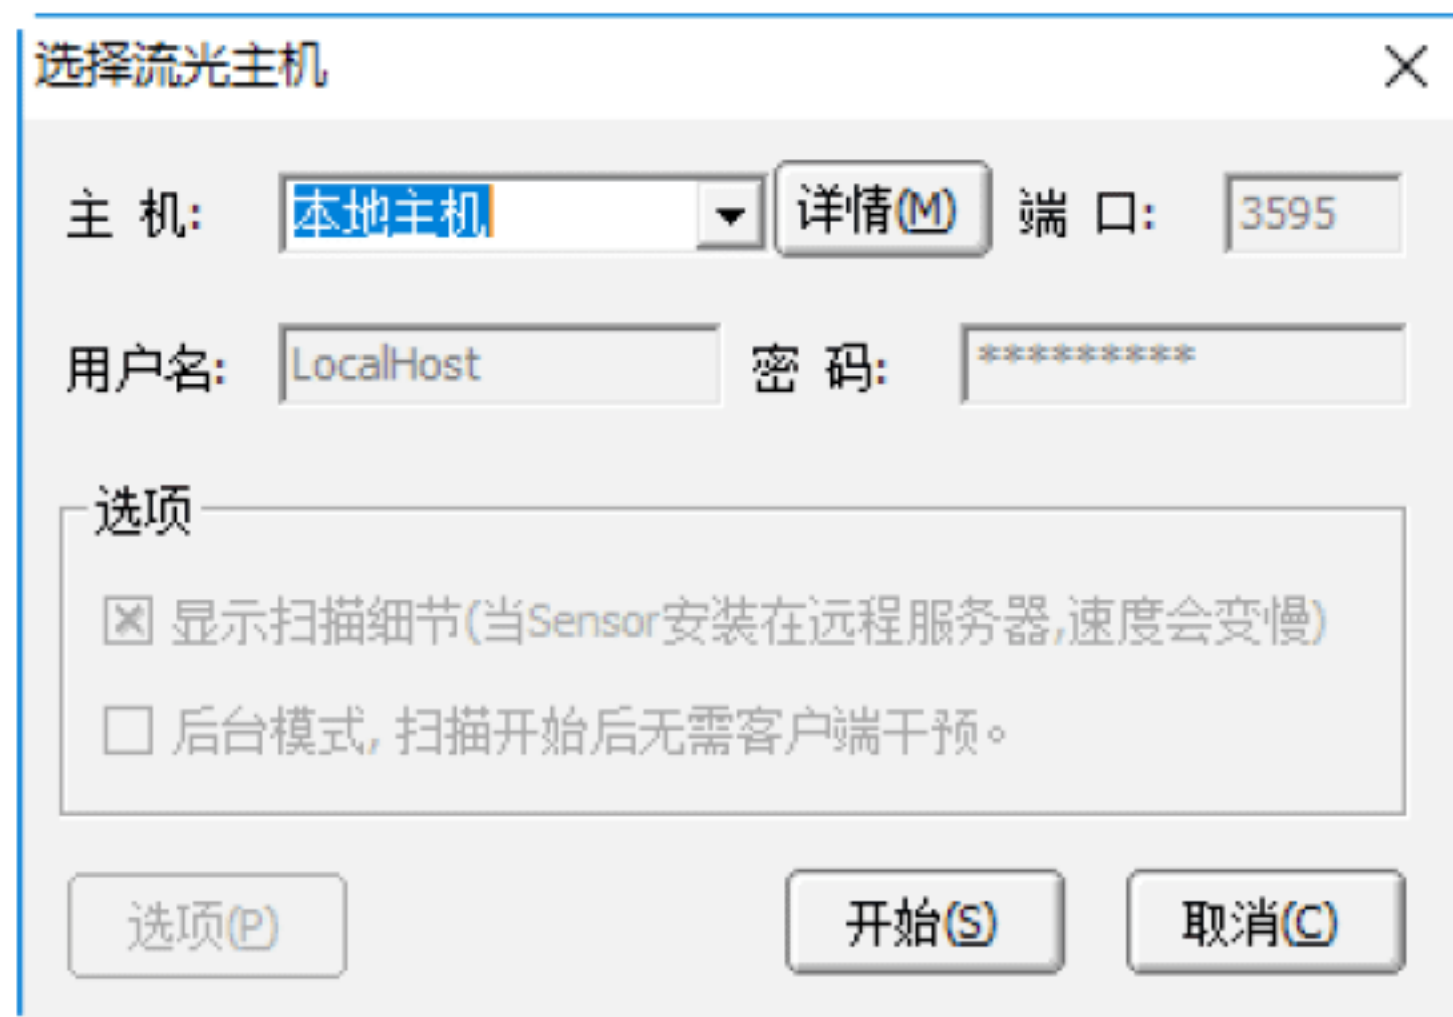 选择流光主机
主 机: 本地主机 详情(M) 端 口: 3595
用户名: LocalHost 密 码: *********
选项
显示扫描细节(当Sensor安装在远程服务器,速度会变慢)
后台模式, 扫描开始后无需客户端干预。
选项(P) 开始(S) 取消(C)